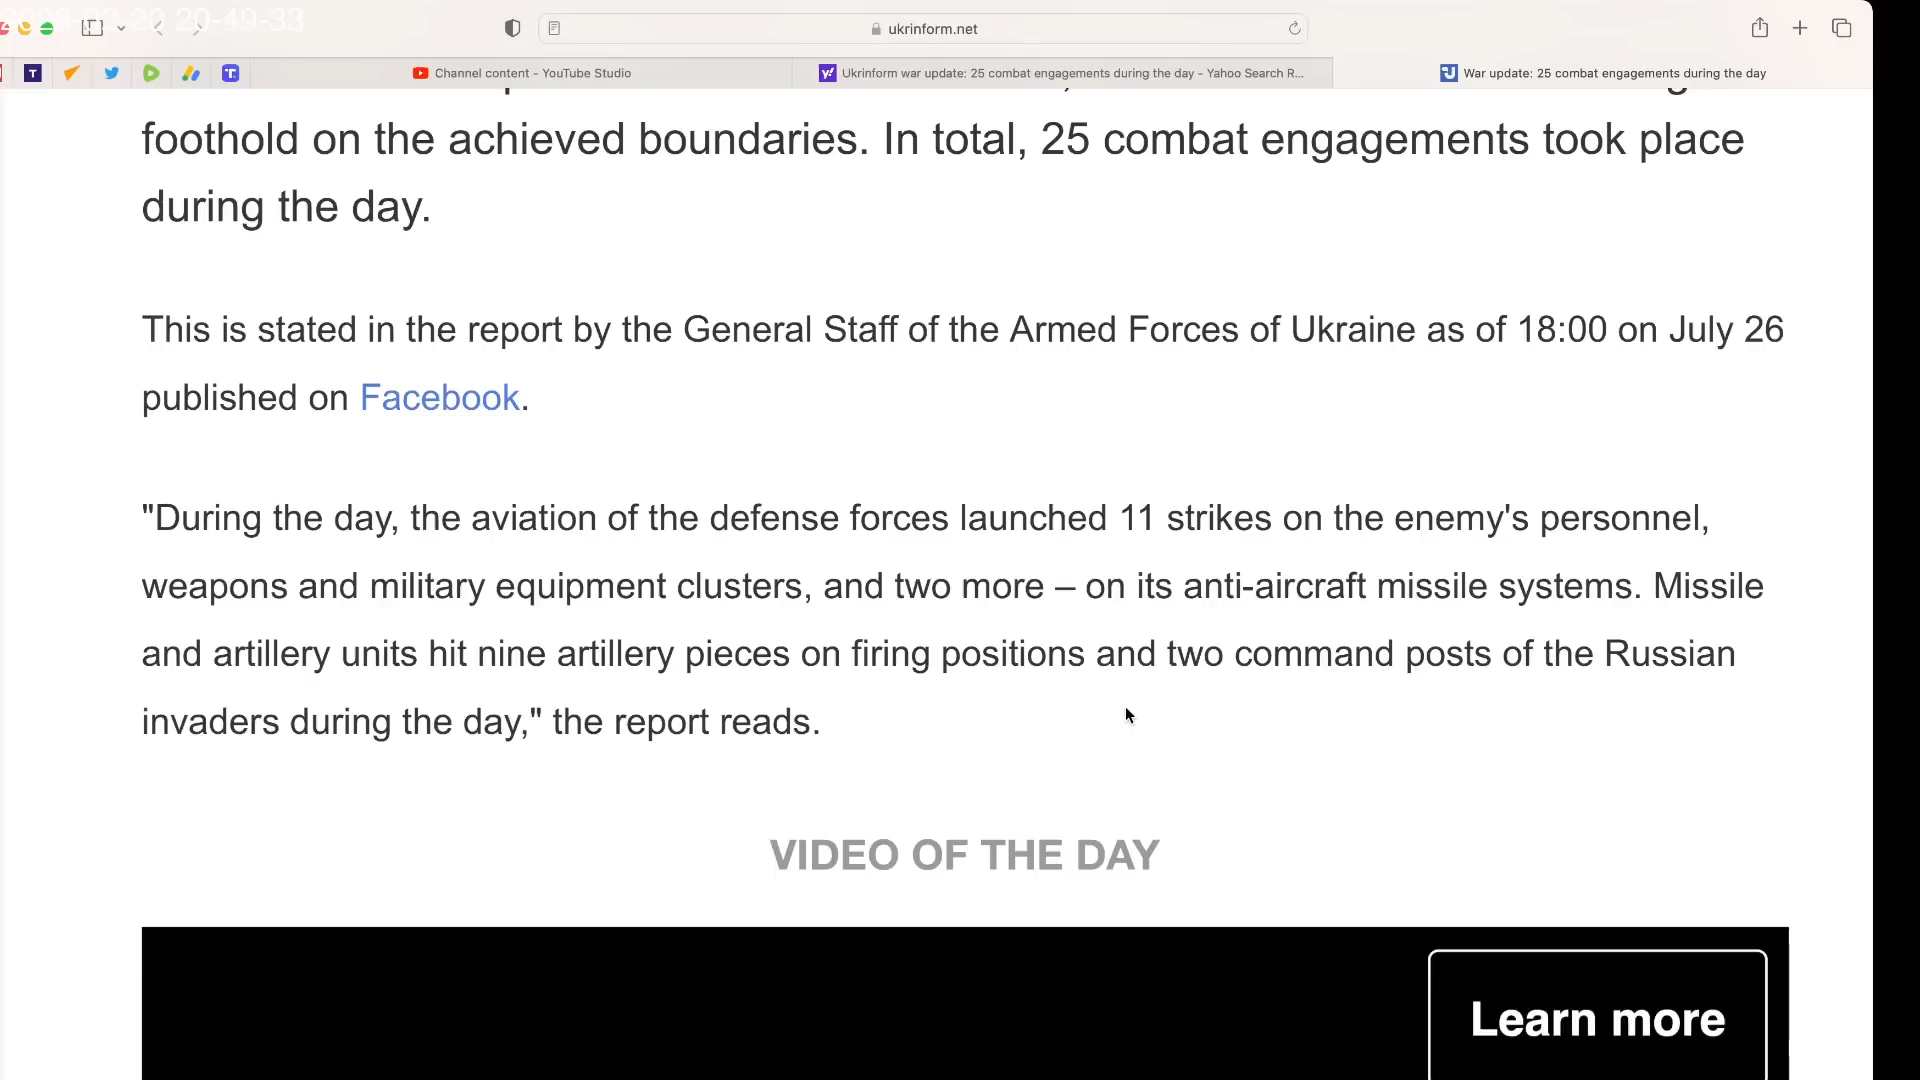 20-49-33
ukrinform.net
Channel content - YouTube Studio
Ukrinform war update: 25 combat engagements during the day - Yahoo Search R...
War update: 25 combat engagements during the day
foothold on the achieved boundaries. In total, 25 combat engagements took place
during the day.
This is stated in the report by the General Staff of the Armed Forces of Ukraine as of 18:00 on July 26
published on Facebook.
"During the day, the aviation of the defense forces launched 11 strikes on the enemy's personnel,
weapons and military equipment clusters, and two more – on its anti-aircraft missile systems. Missile
and artillery units hit nine artillery pieces on firing positions and two command posts of the Russian
invaders during the day," the report reads.
VIDEO OF THE DAY
Learn more